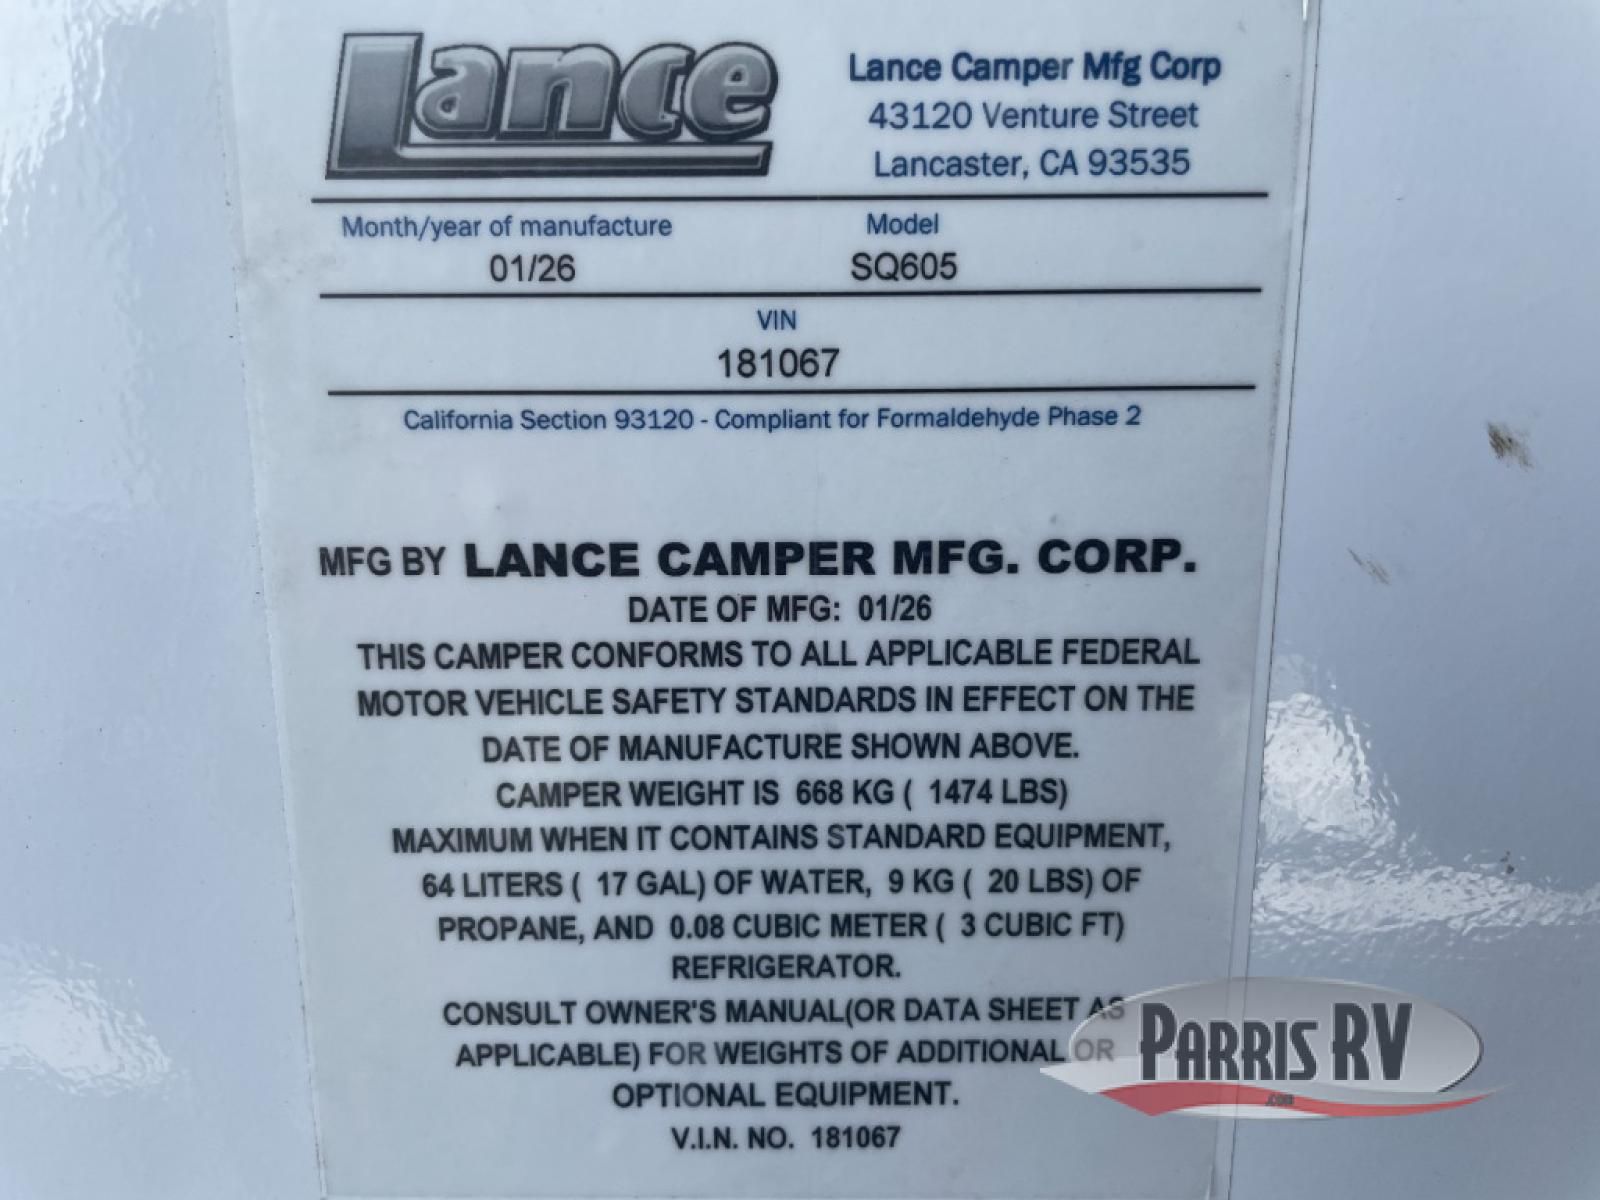 Lance
Lance Camper Mfg Corp
43120 Venture Street
Lancaster, CA 93535
Month/year of manufacture
Model
01/26
SQ605
VIN
181067
California Section 93120 - Compliant for Formaldehyde Phase 2
MFG BY LANCE CAMPER MFG. CORP.
DATE OF MFG: 01/26
THIS CAMPER CONFORMS TO ALL APPLICABLE FEDERAL
MOTOR VEHICLE SAFETY STANDARDS IN EFFECT ON THE
DATE OF MANUFACTURE SHOWN ABOVE.
CAMPER WEIGHT IS 668 KG ( 1474 LBS)
MAXIMUM WHEN IT CONTAINS STANDARD EQUIPMENT,
64 LITERS ( 17 GAL) OF WATER, 9 KG ( 20 LBS) OF
PROPANE, AND 0.08 CUBIC METER ( 3 CUBIC FT)
REFRIGERATOR.
CONSULT OWNER'S MANUAL(OR DATA SHEET AS
APPLICABLE) FOR WEIGHTS OF ADDITIONAL OR
OPTIONAL EQUIPMENT.
V.I.N. NO. 181067
PARRIS RV
.com